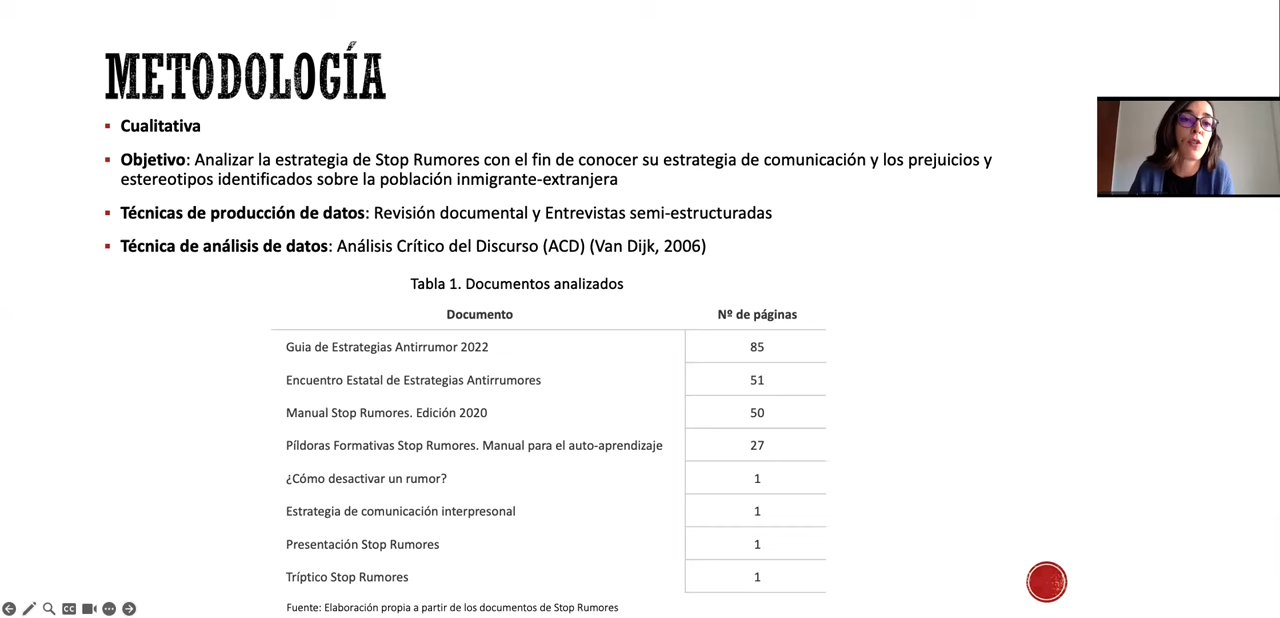 METODOLOGÍA
Cualitativa
Objetivo: Analizar la estrategia de Stop Rumores con el fin de conocer su estrategia de comunicación y los prejuicios y
estereotipos identificados sobre la población inmigrante-extranjera
Técnicas de producción de datos: Revisión documental y Entrevistas semi-estructuradas
Técnica de análisis de datos: Análisis Crítico del Discurso (ACD) (Van Dijk, 2006)
Tabla 1. Documentos analizados
Documento Nº de páginas
Guia de Estrategias Antirrumor 2022 85
Encuentro Estatal de Estrategias Antirrumores 51
Manual Stop Rumores. Edición 2020 50
Píldoras Formativas Stop Rumores. Manual para el auto-aprendizaje 27
¿Cómo desactivar un rumor? 1
Estrategia de comunicación interpresonal 1
Presentación Stop Rumores 1
Tríptico Stop Rumores 1
Fuente: Elaboración propia a partir de los documentos de Stop Rumores
CC